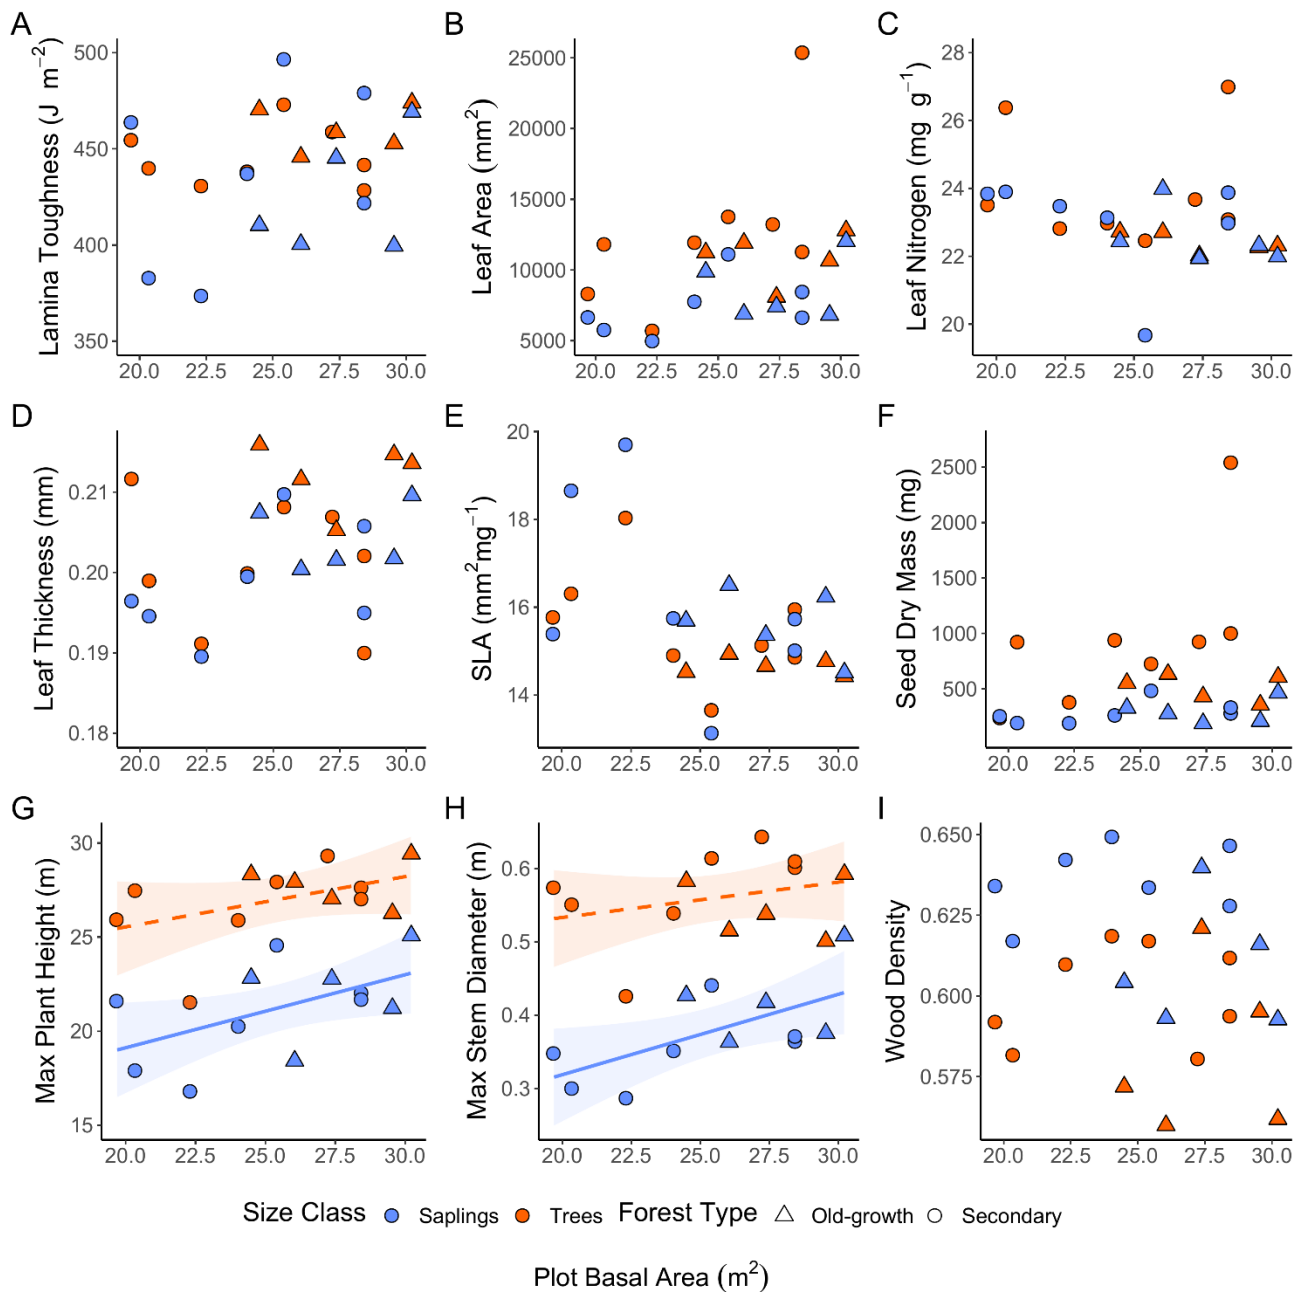 A
Lamina Toughness (J m−2)
500
450
400
350
20.0 22.5 25.0 27.5 30.0
B
Leaf Area (mm2)
25000
20000
15000
10000
5000
20.0 22.5 25.0 27.5 30.0
C
Leaf Nitrogen (mg g−1)
28
26
24
22
20
20.0 22.5 25.0 27.5 30.0
D
Leaf Thickness (mm)
0.21
0.20
0.19
0.18
20.0 22.5 25.0 27.5 30.0
E
SLA (mm2mg−1)
20
18
16
14
20.0 22.5 25.0 27.5 30.0
F
Seed Dry Mass (mg)
2500
2000
1500
1000
500
20.0 22.5 25.0 27.5 30.0
G
Max Plant Height (m)
30
25
20
15
20.0 22.5 25.0 27.5 30.0
H
Max Stem Diameter (m)
0.6
0.5
0.4
0.3
20.0 22.5 25.0 27.5 30.0
I
Wood Density
0.650
0.625
0.600
0.575
20.0 22.5 25.0 27.5 30.0
Size Class Saplings Trees Forest Type Old-growth Secondary
Plot Basal Area (m2)